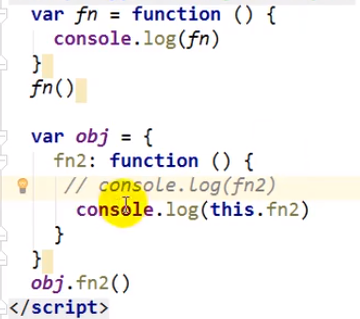 var fn = function () {
  console.log(fn)
}
fn()

var obj = {
  fn2: function () {
   // console.log(fn2)
    console.log(this.fn2)
  }
}
obj.fn2()
</script>